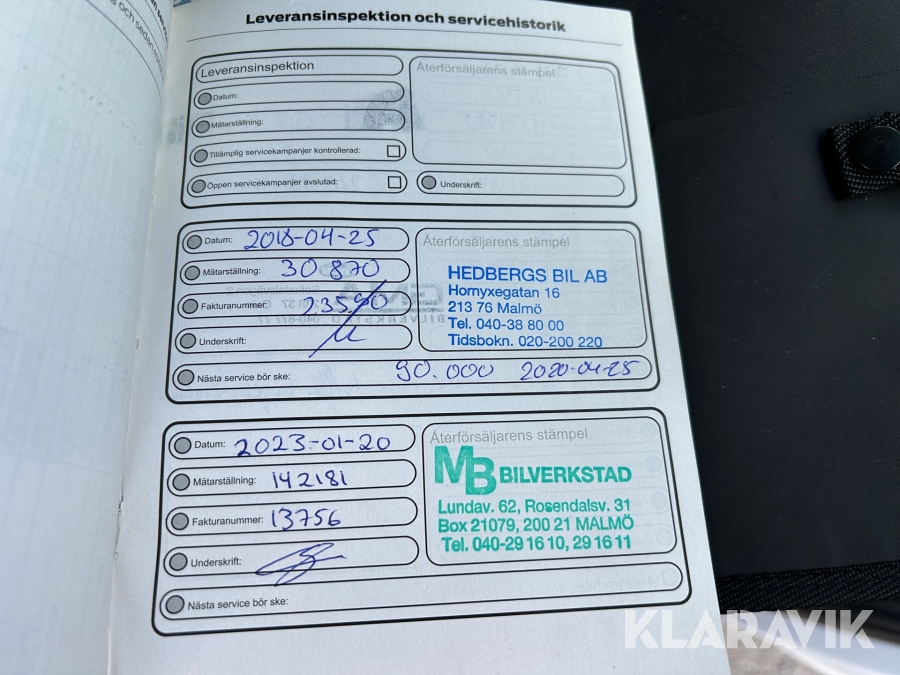 Leveransinspektion och servicehistorik
Leveransinspektion
Återförsäljarens stämpel
Datum:
Mätarställning:
Tillämplig servicekampanjer kontrollerad:
Öppen servicekampanjer avslutad:
Underskrift:
Datum: 2018-04-25
Mätarställning: 30870
Fakturanummer:
Underskrift:
Återförsäljarens stämpel
HEDBERGS BIL AB
Hornyxegatan 16
213 76 Malmö
Tel. 040-38 80 00
Tidsbokn. 020-200 220
Nästa service bör ske: 90.000 2020-04-25
Datum: 2023-01-20
Mätarställning: 142181
Fakturanummer: 13756
Underskrift:
Återförsäljarens stämpel
MB BILVERKSTAD
Lundav. 62, Rosendalsv. 31
Box 21079, 200 21 MALMÖ
Tel. 040-29 16 10, 29 16 11
Nästa service bör ske:
KLARAVIK